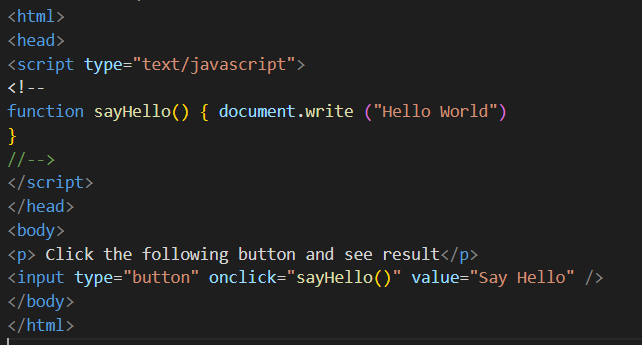 <html>
<head>
<script type="text/javascript">
<!--
function sayHello() { document.write ("Hello World")
}
//-->
</script>
</head>
<body>
<p> Click the following button and see result</p>
<input type="button" onclick="sayHello()" value="Say Hello" />
</body>
</html>